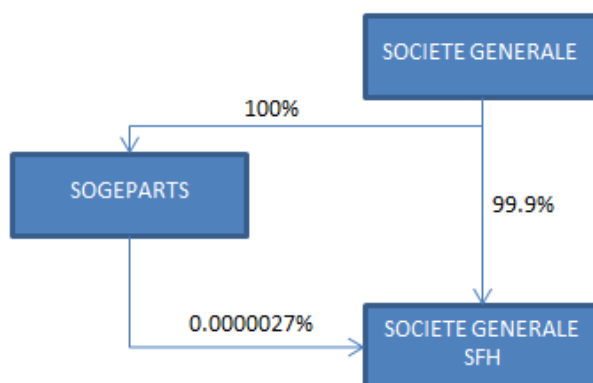 SOCIETE GENERALE
100%
SOGEPARTS
99.9%
0.0000027%
SOCIETE GENERALE
SFH